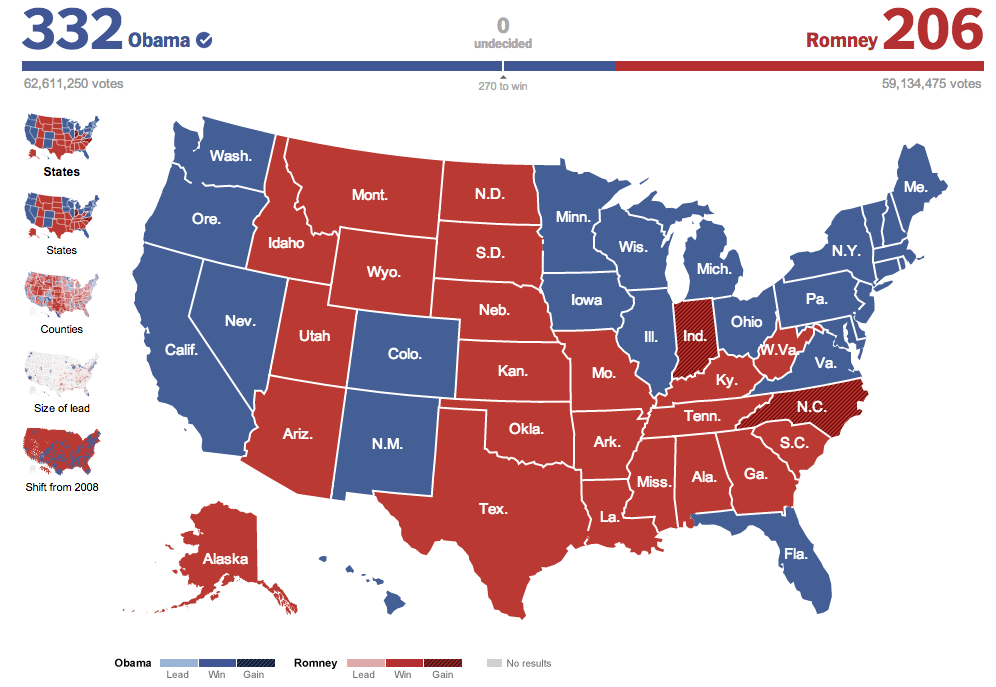 332 Obama
0
undecided
Romney 206
62,611,250 votes
270 to win
59,134,475 votes
States
States
Counties
Size of lead
Shift from 2008
Wash.
Ore.
Calif.
Nev.
Idaho
Mont.
Wyo.
Utah
Colo.
Ariz.
N.M.
N.D.
S.D.
Neb.
Kan.
Okla.
Tex.
Minn.
Iowa
Mo.
Ark.
La.
Wis.
Ill.
Mich.
Ind.
Ohio
Ky.
Tenn.
Miss.
Ala.
Ga.
Fla.
S.C.
N.C.
Va.
W.Va.
Pa.
N.Y.
Me.
Alaska
Obama
Lead
Win
Gain
Romney
Lead
Win
Gain
No results